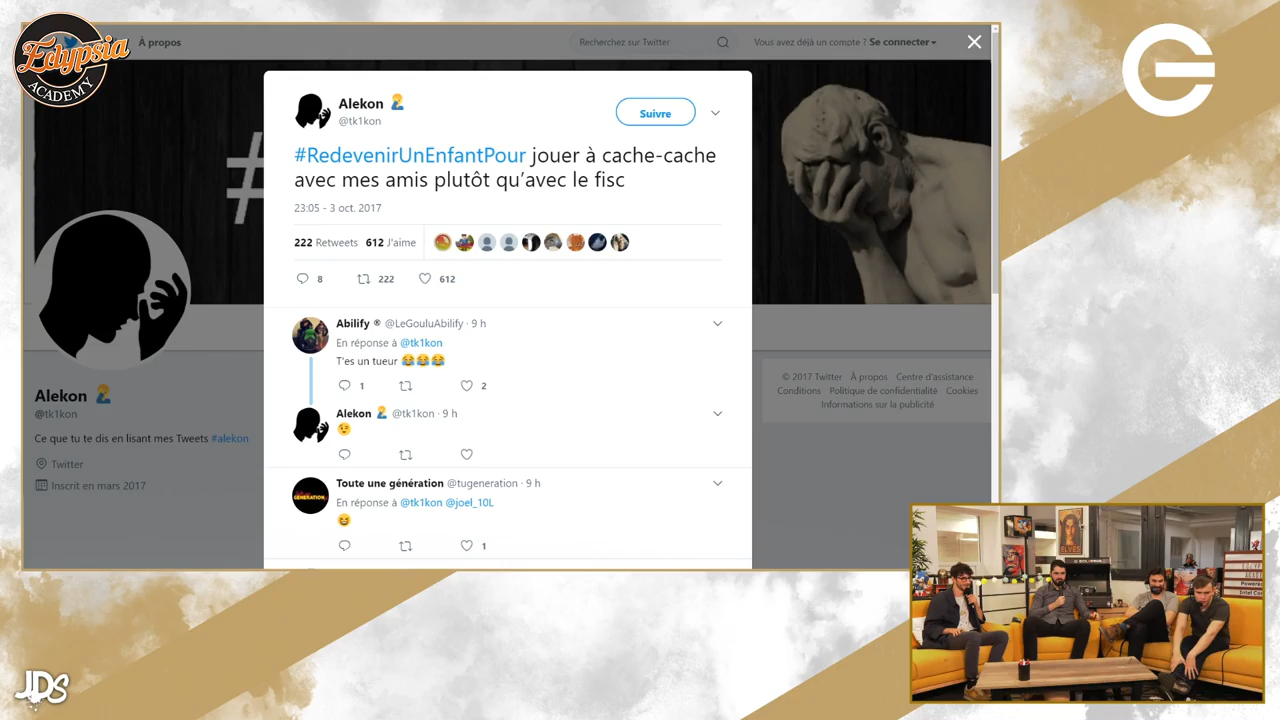 Edypsia
ACADEMY
À propos
Recherchez sur Twitter
Vous avez déjà un compte ? Se connecter
#
Alekon
@tk1kon
Suivre
#RedevenirUnEnfantPour jouer à cache-cache
avec mes amis plutôt qu’avec le fisc
23:05 - 3 oct. 2017
222 Retweets 612 J'aime
8 222 612
Abilify ® @LeGouluAbilify · 9 h
En réponse à @tk1kon
T'es un tueur 😂😂😂
1 2
Alekon @tk1kon · 9 h
😉
GÉNÉRATION
Toute une génération @tugeneration · 9 h
En réponse à @tk1kon @joel_10L
😆
1
Alekon
@tk1kon
Ce que tu te dis en lisant mes Tweets #alekon
Twitter
Inscrit en mars 2017
© 2017 Twitter À propos Centre d'assistance
Conditions Politique de confidentialité Cookies
Informations sur la publicité
ELVES
JDS